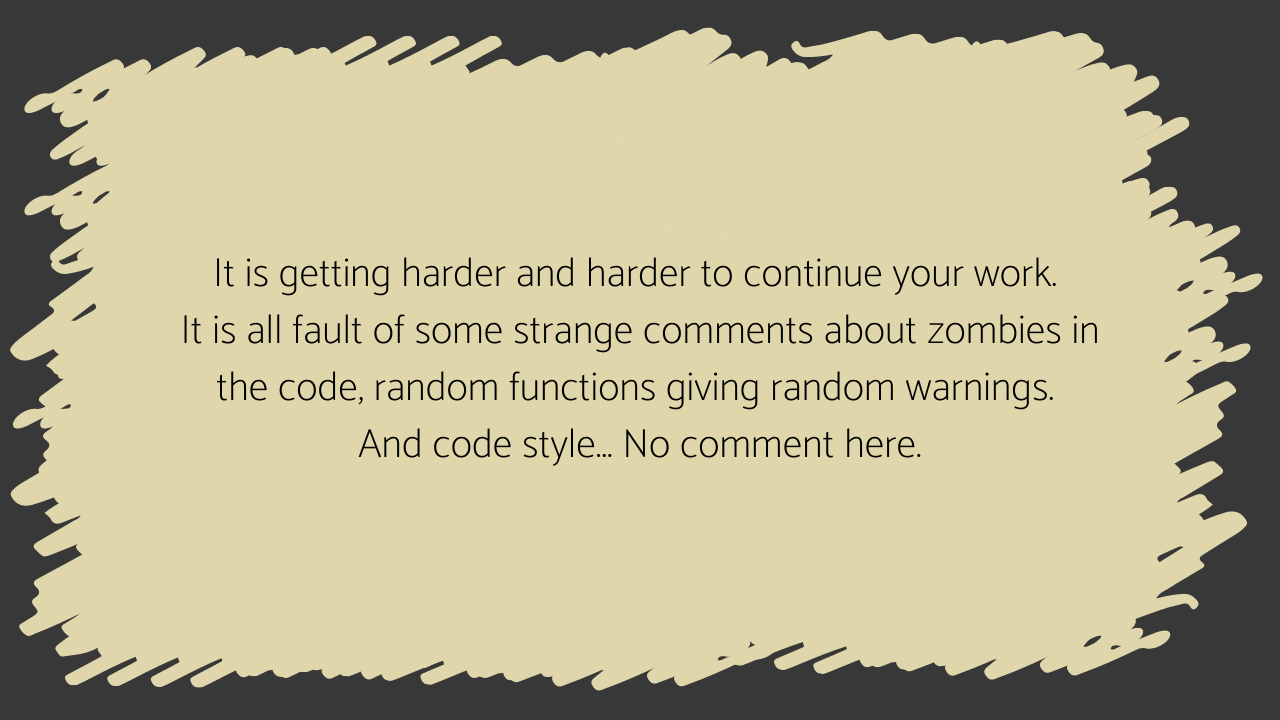 It is getting harder and harder to continue your work.
It is all fault of some strange comments about zombies in
the code, random functions giving random warnings.
And code style... No comment here.